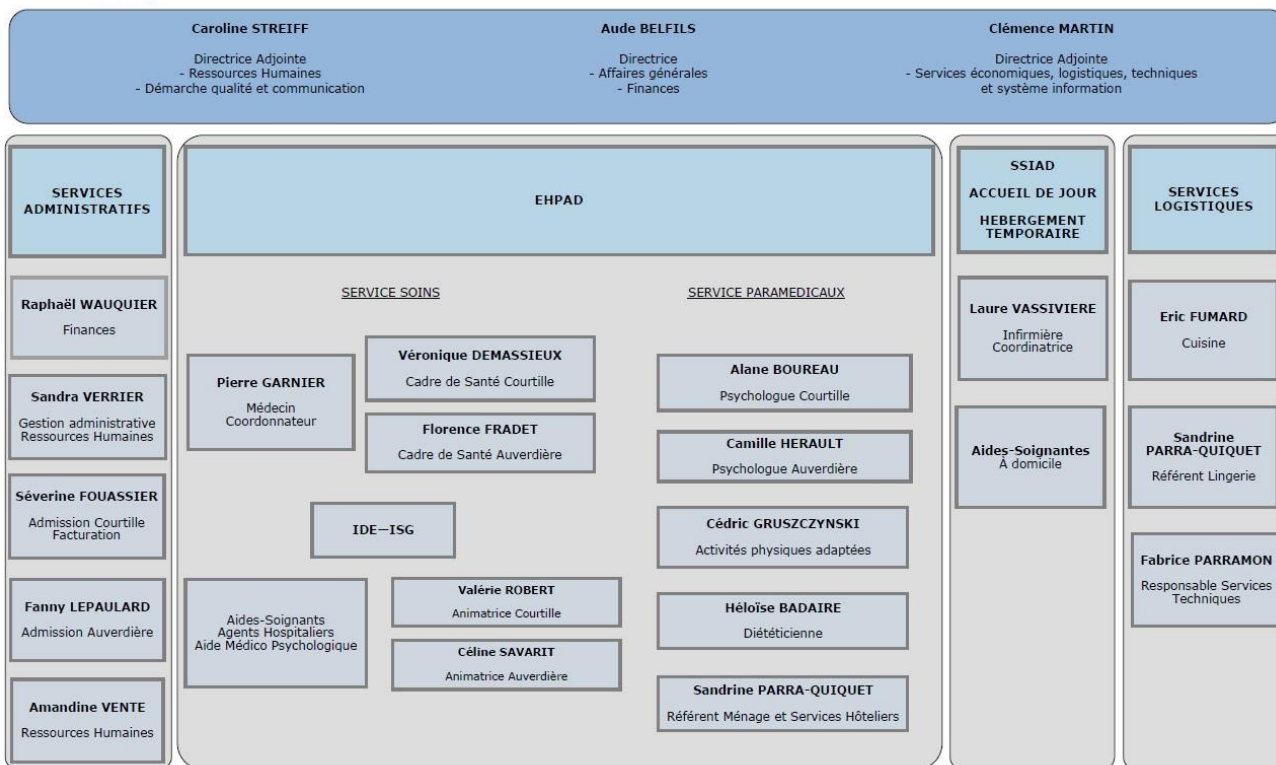 Caroline STREIFF
Directrice Adjointe
- Ressources Humaines
- Démarche qualité et communication
Aude BELFILS
Directrice
- Affaires générales
- Finances
Clémence MARTIN
Directrice Adjointe
- Services économiques, logistiques, techniques
et système information
SERVICES
ADMINISTRATIFS
Raphaël WAUQUIER
Finances
Sandra VERRIER
Gestion administrative
Ressources Humaines
Séverine FOUASSIER
Admission Courtille
Facturation
Fanny LEPAULARD
Admission Auverdière
Amandine VENTE
Ressources Humaines
EHPAD
SERVICE SOINS
Pierre GARNIER
Médecin
Coordonnateur
Véronique DEMASSIEUX
Cadre de Santé Courtille
Florence FRADET
Cadre de Santé Auverdière
IDE—ISG
Aides-Soignants
Agents Hospitaliers
Aide Médico Psychologique
Valérie ROBERT
Animatrice Courtille
Céline SAVARIT
Animatrice Auverdière
SERVICE PARAMEDICAUX
Alane BOUREAU
Psychologue Courtille
Camille HERAULT
Psychologue Auverdière
Cédric GRUSZCZYNSKI
Activités physiques adaptées
Héloïse BADAIRE
Diététicienne
Sandrine PARRA-QUIQUET
Référent Ménage et Services Hôteliers
SSIAD
ACCUEIL DE JOUR
HEBERGEMENT
TEMPORAIRE
Laure VASSIVIERE
Infirmière
Coordinatrice
Aides-Soignantes
À domicile
SERVICES
LOGISTIQUES
Eric FUMARD
Cuisine
Sandrine
PARRA-QUIQUET
Référent Lingerie
Fabrice PARRAMON
Responsable Services
Techniques